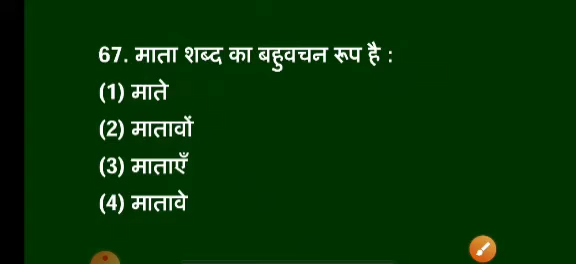 67. माता शब्द का बहुवचन रूप है :
(1) माते
(2) मातावों
(3) माताएँ
(4) मातावे